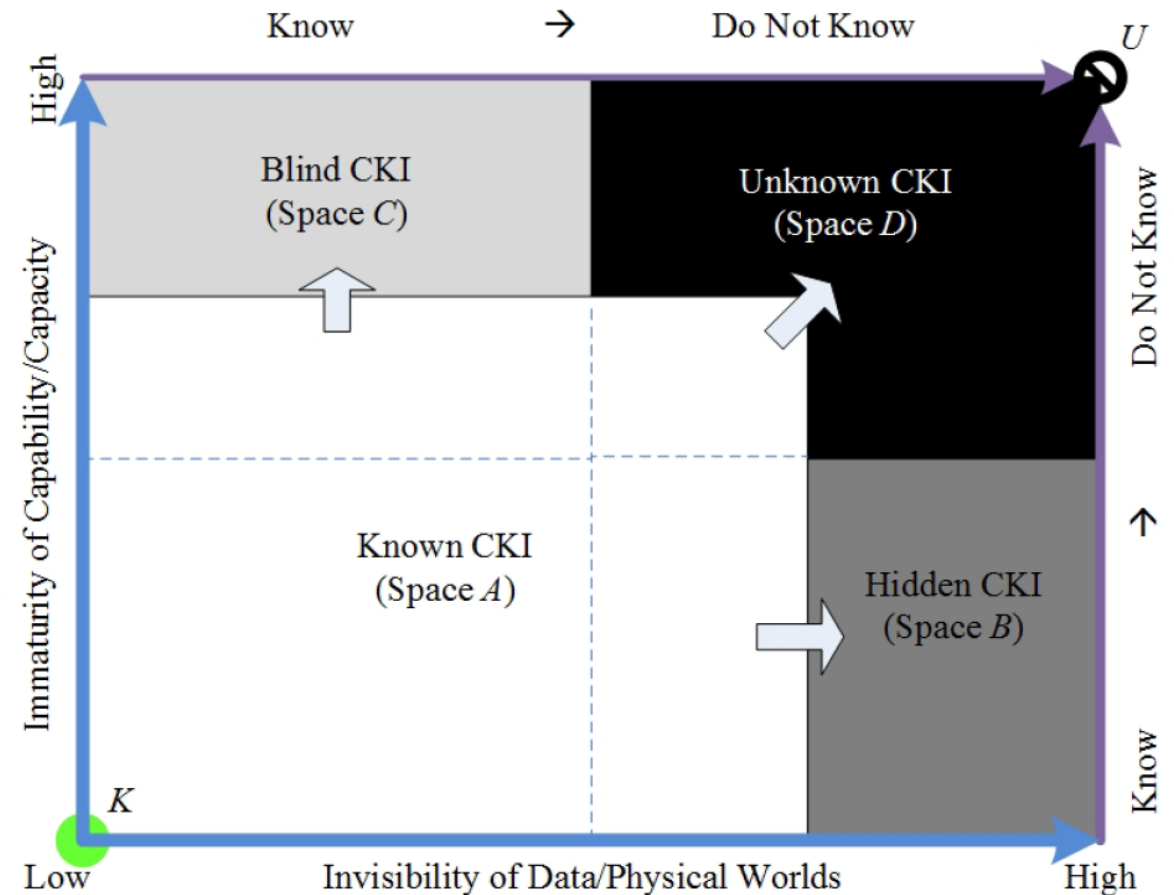 Know → Do Not Know
U
High
Blind CKI
(Space C)
Unknown CKI
(Space D)
Do Not Know
Immaturity of Capability/Capacity
↑
Known CKI
(Space A)
Hidden CKI
(Space B)
Know
K
Low
Invisibility of Data/Physical Worlds
High